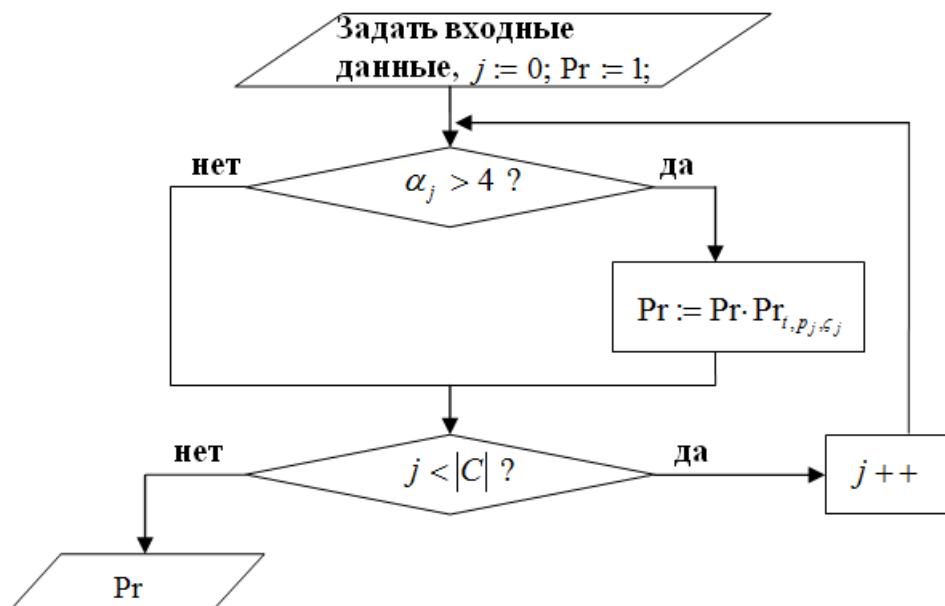 Задать входные
данные, j := 0; Pr := 1;
нет
да
α_j > 4 ?
Pr := Pr· Pr_{t,p_j,ς_j}
нет
да
j < |C| ?
j + +
Pr